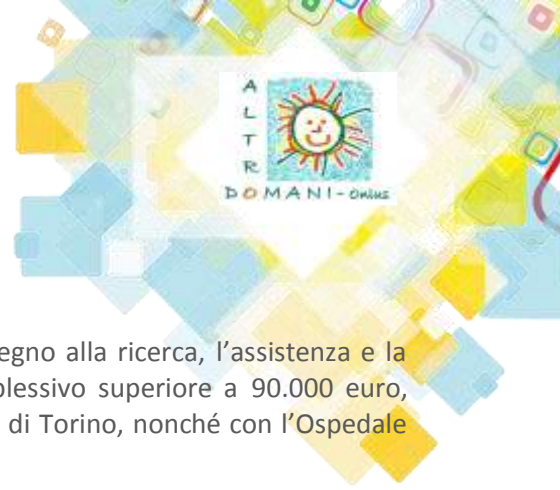 A
L
T
R
DOMANI - Onlus
egno alla ricerca, l’assistenza e la
plessivo superiore a 90.000 euro,
di Torino, nonché con l’Ospedale